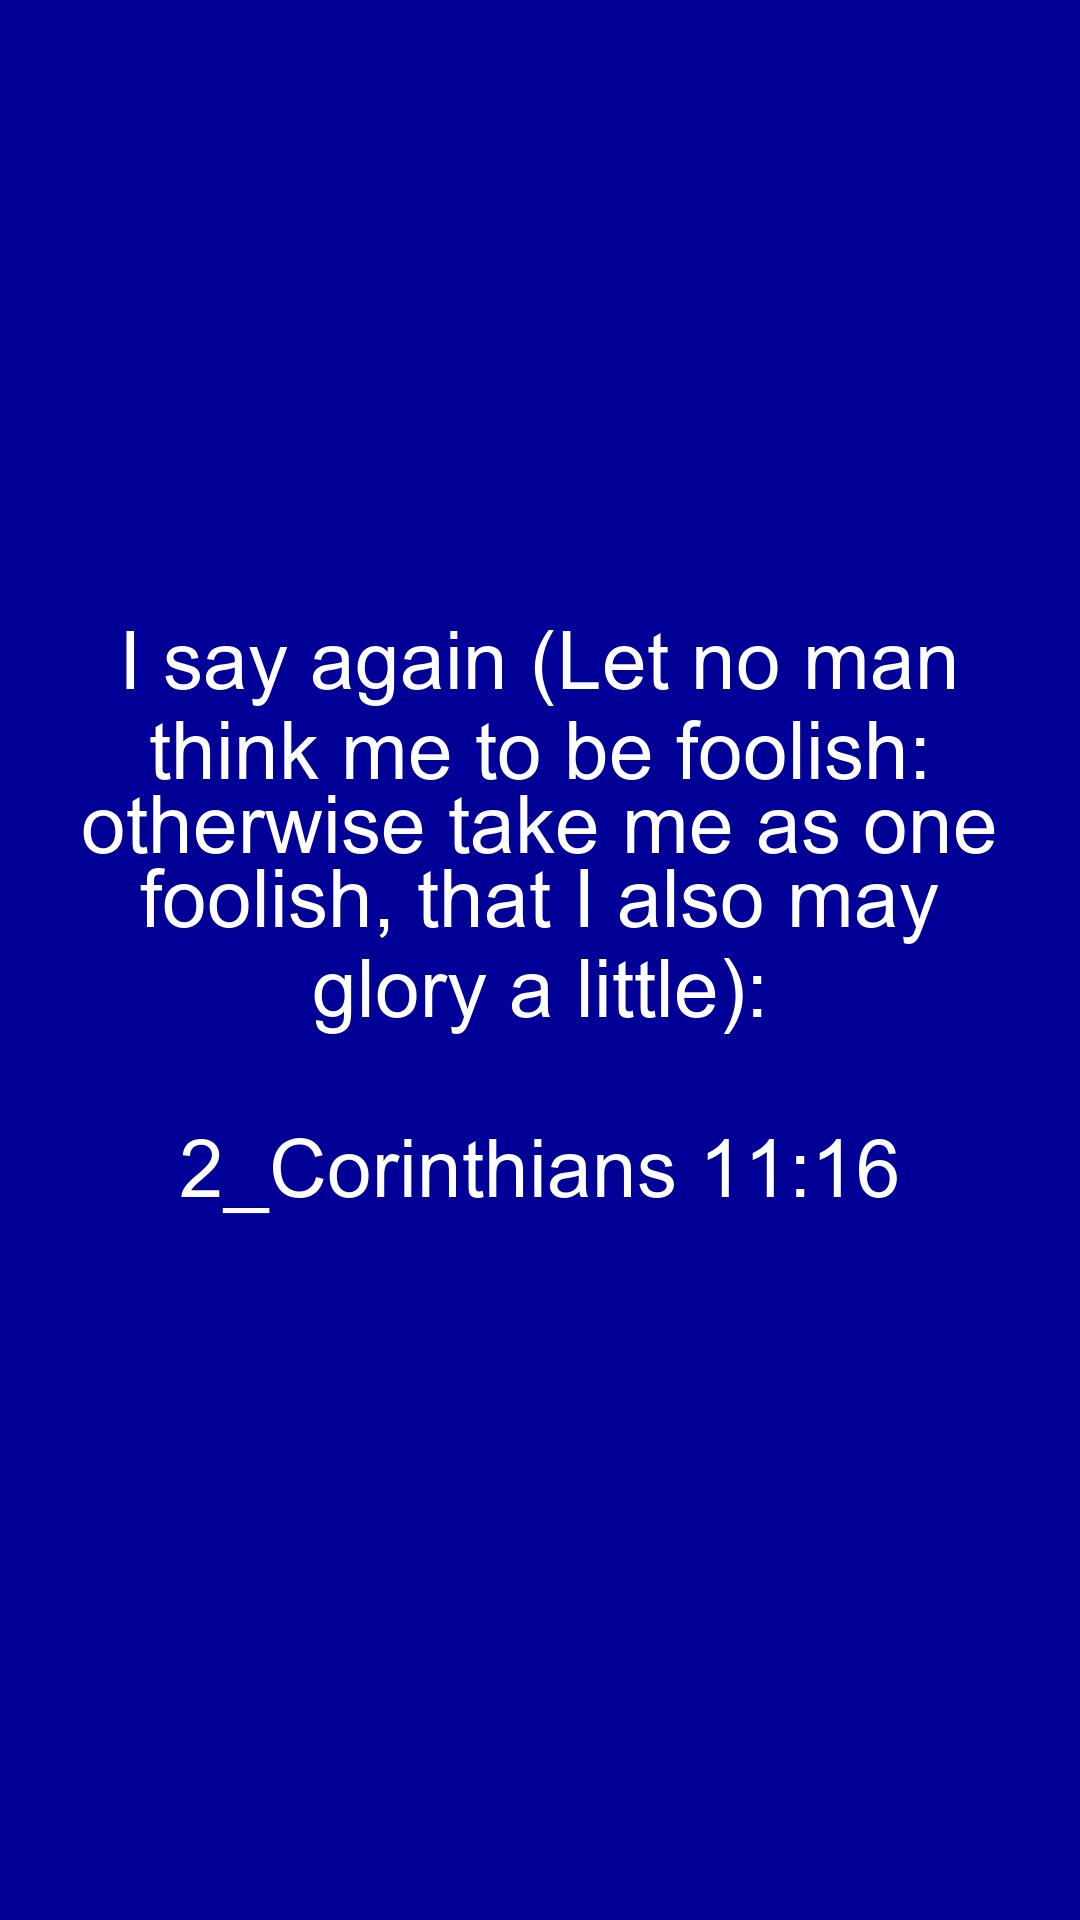 I say again (Let no man
think me to be foolish:
otherwise take me as one
foolish, that I also may
glory a little):
2_Corinthians 11:16